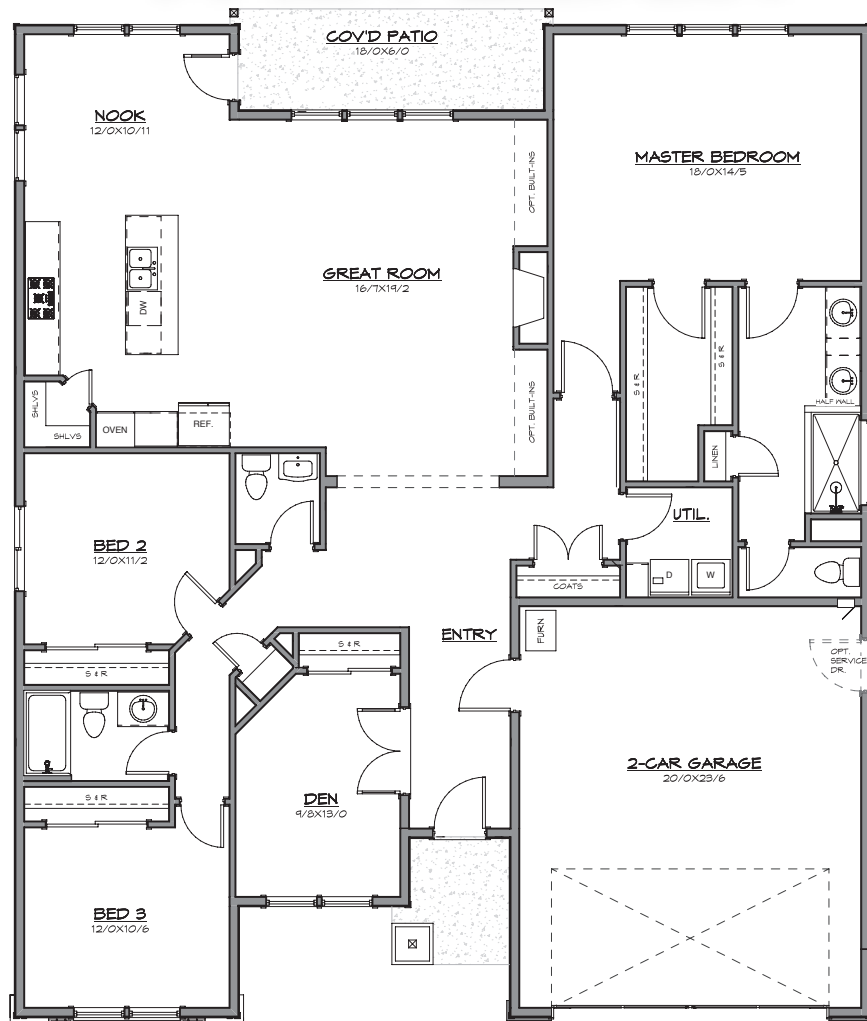 COV'D PATIO
18/0X6/0
NOOK
12/0X10/11
OPT. BUILT-INS
MASTER BEDROOM
18/0X14/5
GREAT ROOM
16/7X19/2
DW
S & R
S & R
HALF WALL
SHLVS
SHLVS
OVEN
REF.
OPT. BUILT-INS
LINEN
UTIL.
BED 2
12/0X11/2
D
W
COATS
ENTRY
FURN
S & R
S & R
OPT.
SERVICE
DR.
S & R
DEN
9/8X13/0
2-CAR GARAGE
20/0X23/6
BED 3
12/0X10/6